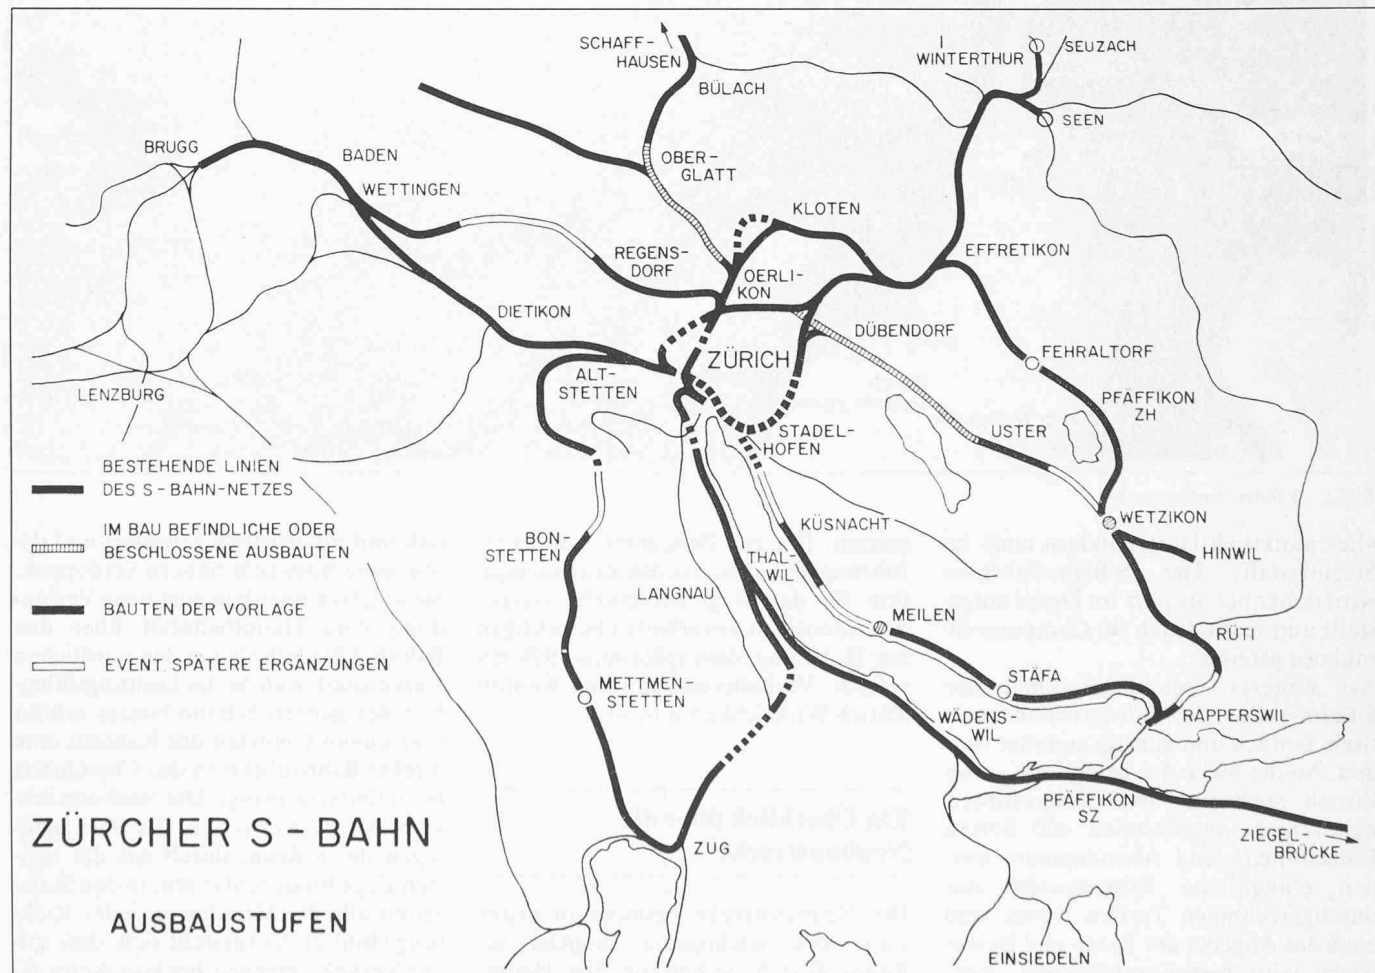 SCHAFF-
HAUSEN
BÜLACH
I
WINTERTHUR
SEUZACH
SEEN
BRUGG
BADEN
WETTINGEN
OBER-
GLATT
KLOTEN
REGENS-
DORF
OERLI-
KON
EFFRETIKON
DIETIKON
ZÜRICH
DÜBENDORF
FEHRALTORF
ALT-
STETTEN
LENZBURG
PFÄFFIKON
ZH
STADEL-
HOFEN
USTER
BESTEHENDE LINIEN
DES S-BAHN-NETZES
IM BAU BEFINDLICHE ODER
BESCHLOSSENE AUSBAUTEN
BAUTEN DER VORLAGE
EVENT. SPÄTERE ERGÄNZUNGEN
BON-
STETTEN
LANGNAU
THAL-
WIL
KÜSNACHT
WETZIKON
HINWIL
MEILEN
RÜTI
METTMEN-
STETTEN
STÄFA
WÄDENS-
WIL
RAPPERSWIL
PFÄFFIKON
SZ
ZIEGEL-
BRÜCKE
ZUG
EINSIEDELN
ZÜRCHER S-BAHN
AUSBAUSTUFEN